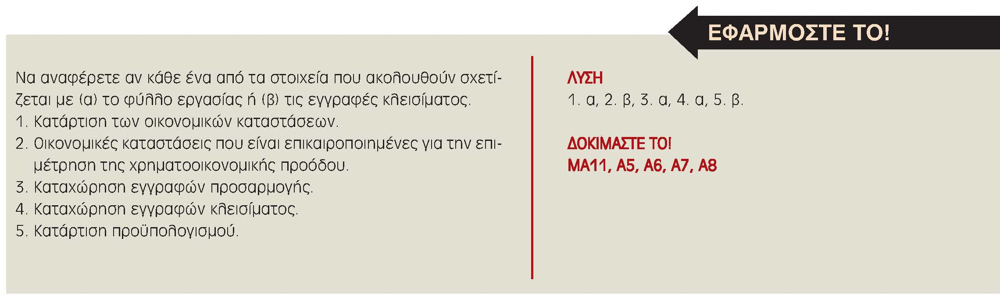 ΕΦΑΡΜΟΣΤΕ ΤΟ!
Να αναφέρετε αν κάθε ένα από τα στοιχεία που ακολουθούν σχετί-
ζεται με (α) το φύλλο εργασίας ή (β) τις εγγραφές κλεισίματος.
1. Κατάρτιση των οικονομικών καταστάσεων.
2. Οικονομικές καταστάσεις που είναι επικαιροποιημένες για την επι-
μέτρηση της χρηματοοικονομικής προόδου.
3. Καταχώρηση εγγραφών προσαρμογής.
4. Καταχώρηση εγγραφών κλεισίματος.
5. Κατάρτιση προϋπολογισμού.
ΛΥΣΗ
1. α, 2. β, 3. α, 4. α, 5. β.
ΔΟΚΙΜΑΣΤΕ ΤΟ!
ΜΑ11, Α5, Α6, Α7, Α8